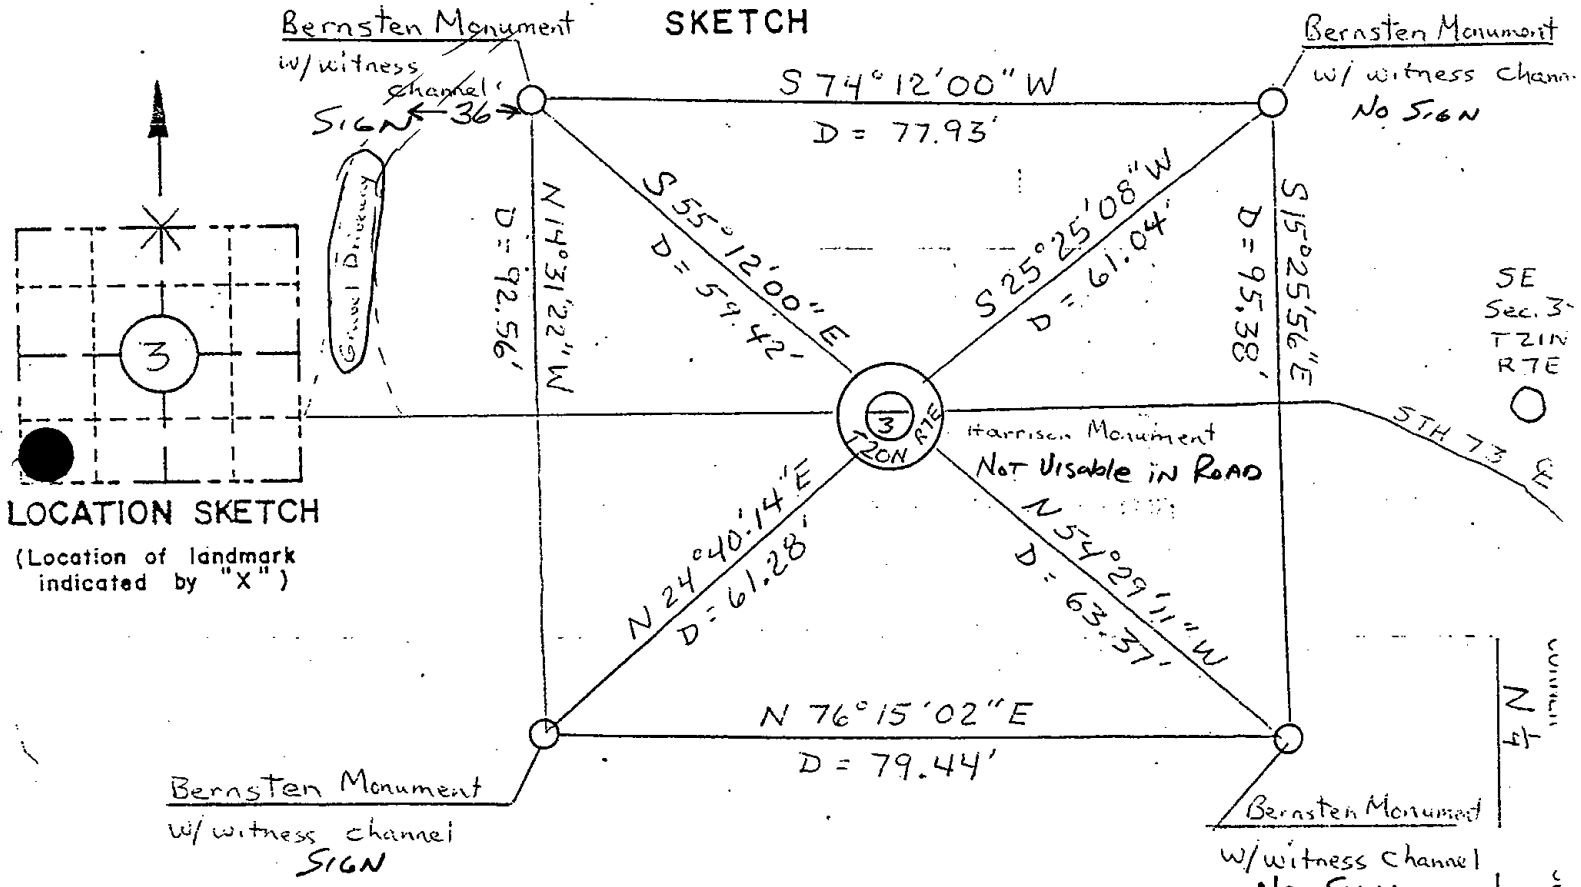 SKETCH
Bernsten Monument
w/ witness
channel
SIGN ← 36 →
Bernsten Monument
w/ witness chann
No SIGN
S 74° 12' 00" W
D = 77.93'
Gravel Driveway
N 14° 31' 22" W
D = 92.56'
S 55° 12' 00" E
D = 59.42'
S 25° 25' 08" W
D = 61.04'
S 15° 25' 56" E
D = 95.38'
SE
Sec. 3
T21N
R7E
3
3
T20N R7E
Harrison Monument
NOT Visable iN ROAD
STH 73 ℄
LOCATION SKETCH
(Location of landmark
indicated by "X")
N 24° 40' 14" E
D = 61.28'
N 54° 29' 11" W
D = 63.37'
N 76° 15' 02" E
D = 79.44'
N 1/4
Bernsten Monument
w/ witness channel
SIGN
Bernsten Monument
w/ witness channel
No SIGN